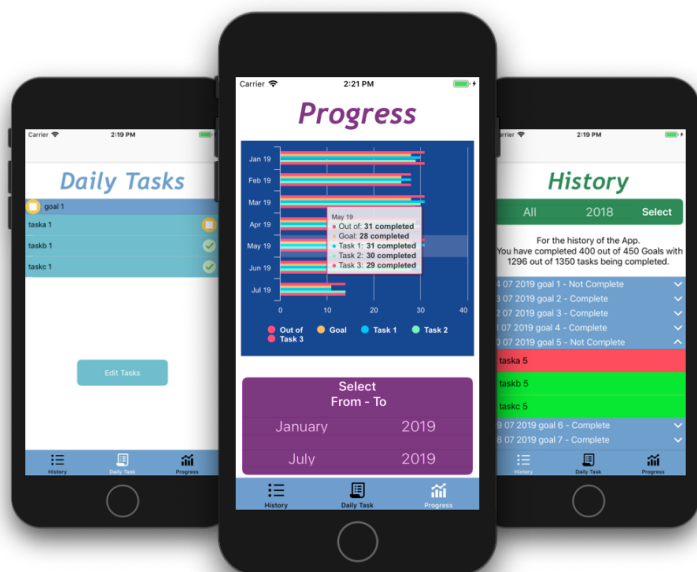 Carrier
2:19 PM
Daily Tasks
goal 1
taska 1
taskb 1
taskc 1
Edit Tasks
History
Daily Task
Progress
Carrier
2:21 PM
Progress
Jan 19
Feb 19
Mar 19
Apr 19
May 19
Jun 19
Jul 19
May 19
Out of: 31 completed
Goal: 28 completed
Task 1: 31 completed
Task 2: 30 completed
Task 3: 29 completed
0 10 20 30 40
Out of Goal Task 1 Task 2
Task 3
Select
From - To
January 2019
July 2019
History
Daily Task
Progress
rrier
2:19 PM
History
All 2018 Select
For the history of the App.
You have completed 400 out of 450 Goals with
1296 out of 1350 tasks being completed.
4 07 2019 goal 1 - Not Complete
3 07 2019 goal 2 - Complete
2 07 2019 goal 3 - Complete
1 07 2019 goal 4 - Complete
0 07 2019 goal 5 - Not Complete
taska 5
taskb 5
taskc 5
9 07 2019 goal 6 - Complete
8 07 2019 goal 7 - Complete
History
Daily Task
Progress